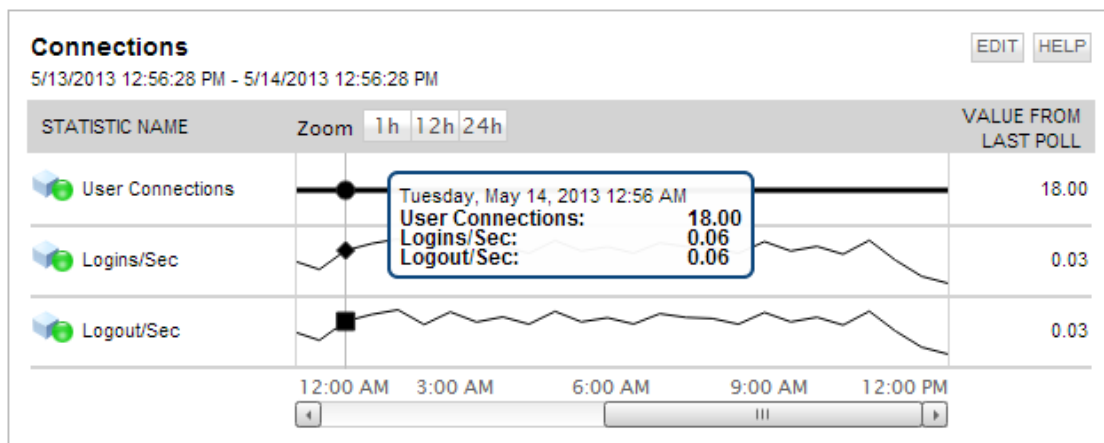 Connections
EDIT HELP
5/13/2013 12:56:28 PM - 5/14/2013 12:56:28 PM
STATISTIC NAME Zoom 1h 12h 24h VALUE FROM
LAST POLL
User Connections 18.00
Tuesday, May 14, 2013 12:56 AM
User Connections: 18.00
Logins/Sec: 0.06
Logout/Sec: 0.06
Logins/Sec 0.03
Logout/Sec 0.03
12:00 AM 3:00 AM 6:00 AM 9:00 AM 12:00 PM